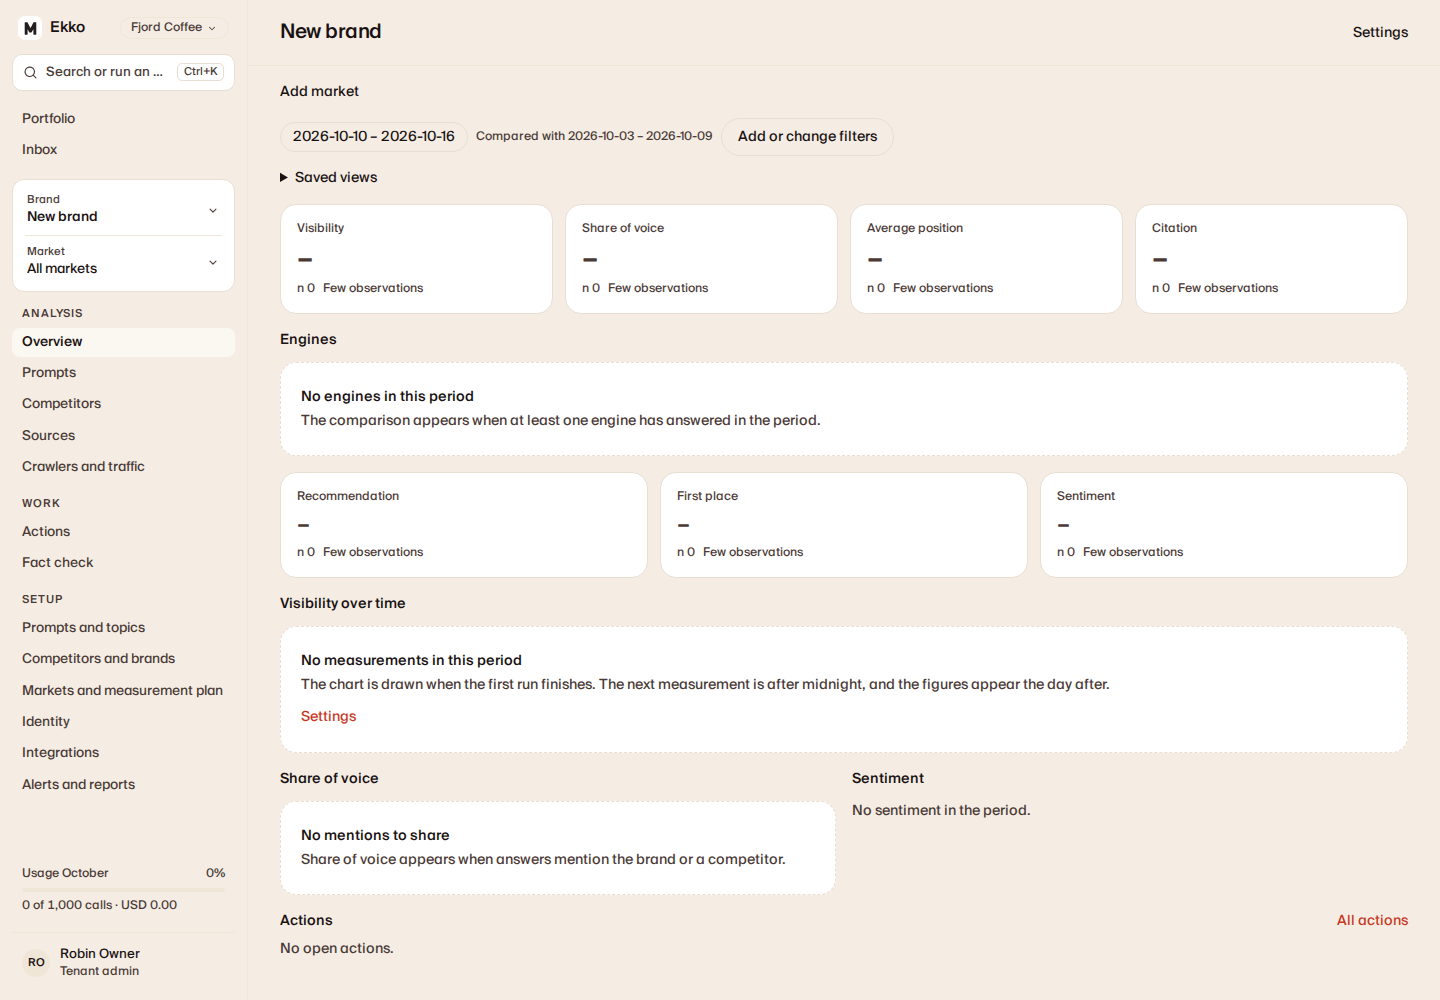 Ekko
Fjord Coffee
Search or run an ...
Ctrl+K
Portfolio
Inbox
Brand
New brand
Market
All markets
ANALYSIS
Overview
Prompts
Competitors
Sources
Crawlers and traffic
WORK
Actions
Fact check
SETUP
Prompts and topics
Competitors and brands
Markets and measurement plan
Identity
Integrations
Alerts and reports
Usage October 0%
0 of 1,000 calls · USD 0.00
RO
Robin Owner
Tenant admin
New brand
Settings
Add market
2026-10-10 – 2026-10-16 Compared with 2026-10-03 – 2026-10-09 Add or change filters
Saved views
Visibility
–
n 0 Few observations
Share of voice
–
n 0 Few observations
Average position
–
n 0 Few observations
Citation
–
n 0 Few observations
Engines
No engines in this period
The comparison appears when at least one engine has answered in the period.
Recommendation
–
n 0 Few observations
First place
–
n 0 Few observations
Sentiment
–
n 0 Few observations
Visibility over time
No measurements in this period
The chart is drawn when the first run finishes. The next measurement is after midnight, and the figures appear the day after.
Settings
Share of voice
No mentions to share
Share of voice appears when answers mention the brand or a competitor.
Sentiment
No sentiment in the period.
Actions
All actions
No open actions.